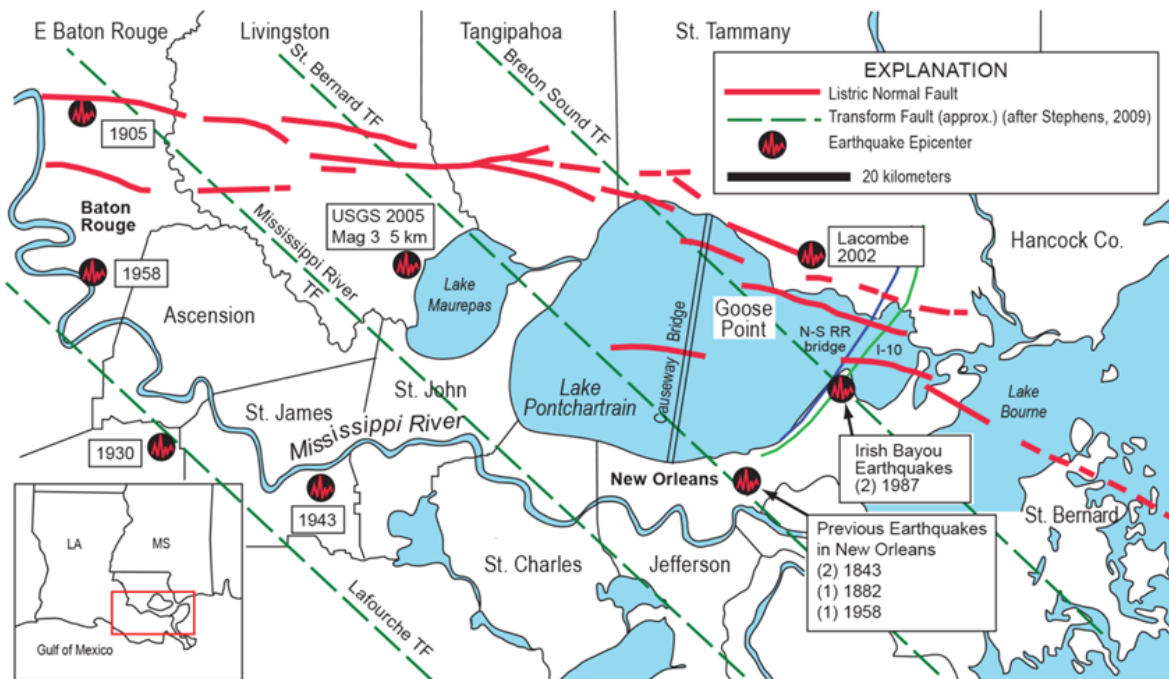 E Baton Rouge
Livingston
Tangipahoa
St. Tammany
St. Bernard TF
Breton Sound TF
EXPLANATION
Listric Normal Fault
Transform Fault (approx.) (after Stephens, 2009)
Earthquake Epicenter
20 kilometers
1905
Baton
Rouge
Mississippi River
TF
USGS 2005
Mag 3 5 km
Lacombe
2002
Hancock Co.
1958
Lake
Maurepas
Ascension
Goose
Point
N-S RR
bridge
I-10
Causeway Bridge
Lake
Pontchartrain
Lake
Bourne
St. John
St. James
Mississippi River
1930
1943
New Orleans
Irish Bayou
Earthquakes
(2) 1987
St. Bernard
Previous Earthquakes
in New Orleans
(2) 1843
(1) 1882
(1) 1958
St. Charles
Jefferson
Lafourche TF
LA
MS
Gulf of Mexico